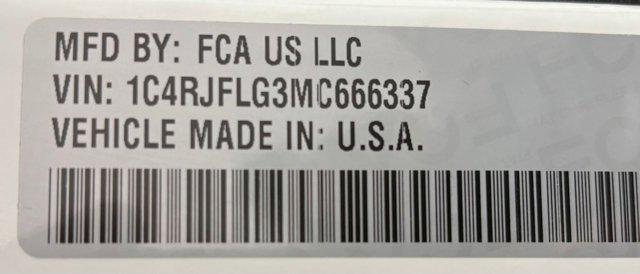 MFD BY: FCA US LLC
VIN: 1C4RJFLG3MC666337
VEHICLE MADE IN: U.S.A.